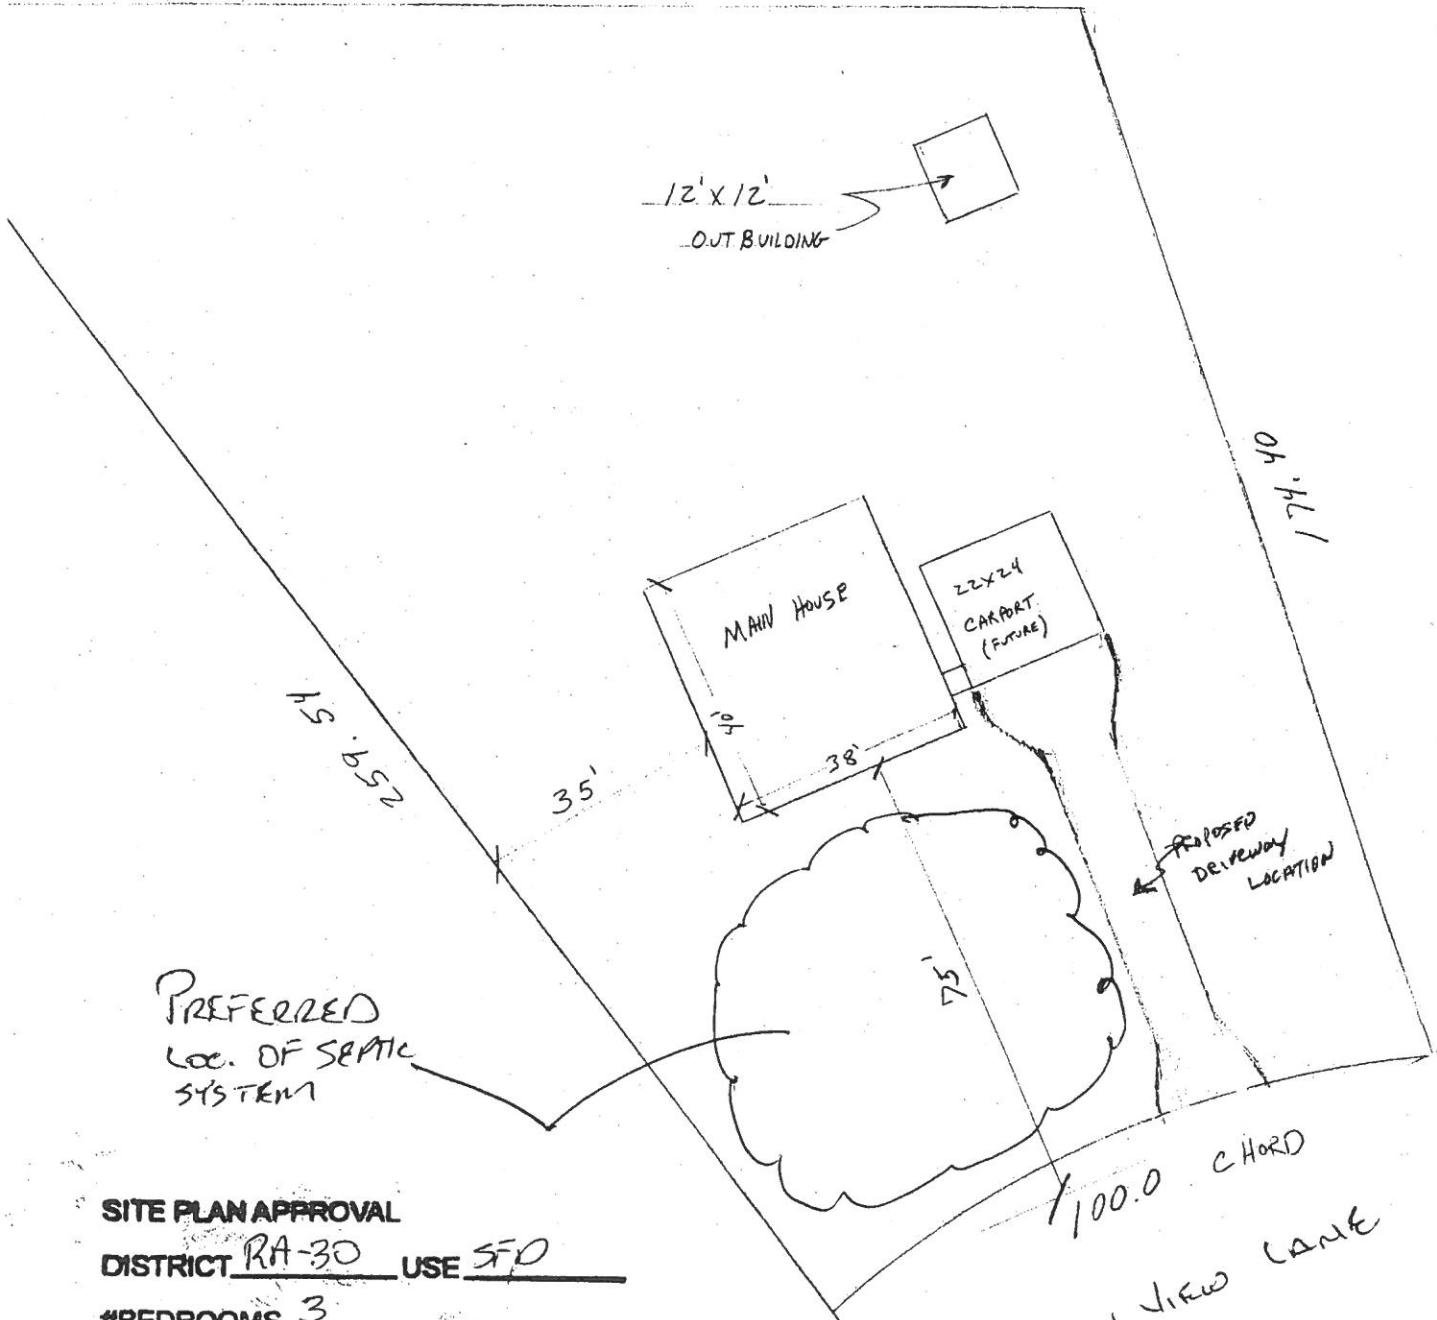 12' X 12'
OUT BUILDING
174.40
MAIN HOUSE
22X24
CARPORT
(FUTURE)
40'
38'
259.54
35'
PROPOSED
DRIVEWAY
LOCATION
75'
PREFERRED
LOC. OF SEPTIC
SYSTEM
100.0 CHORD
VIEW LANE
SITE PLAN APPROVAL
DISTRICT RA-30 USE SFD
#BEDROOMS 3